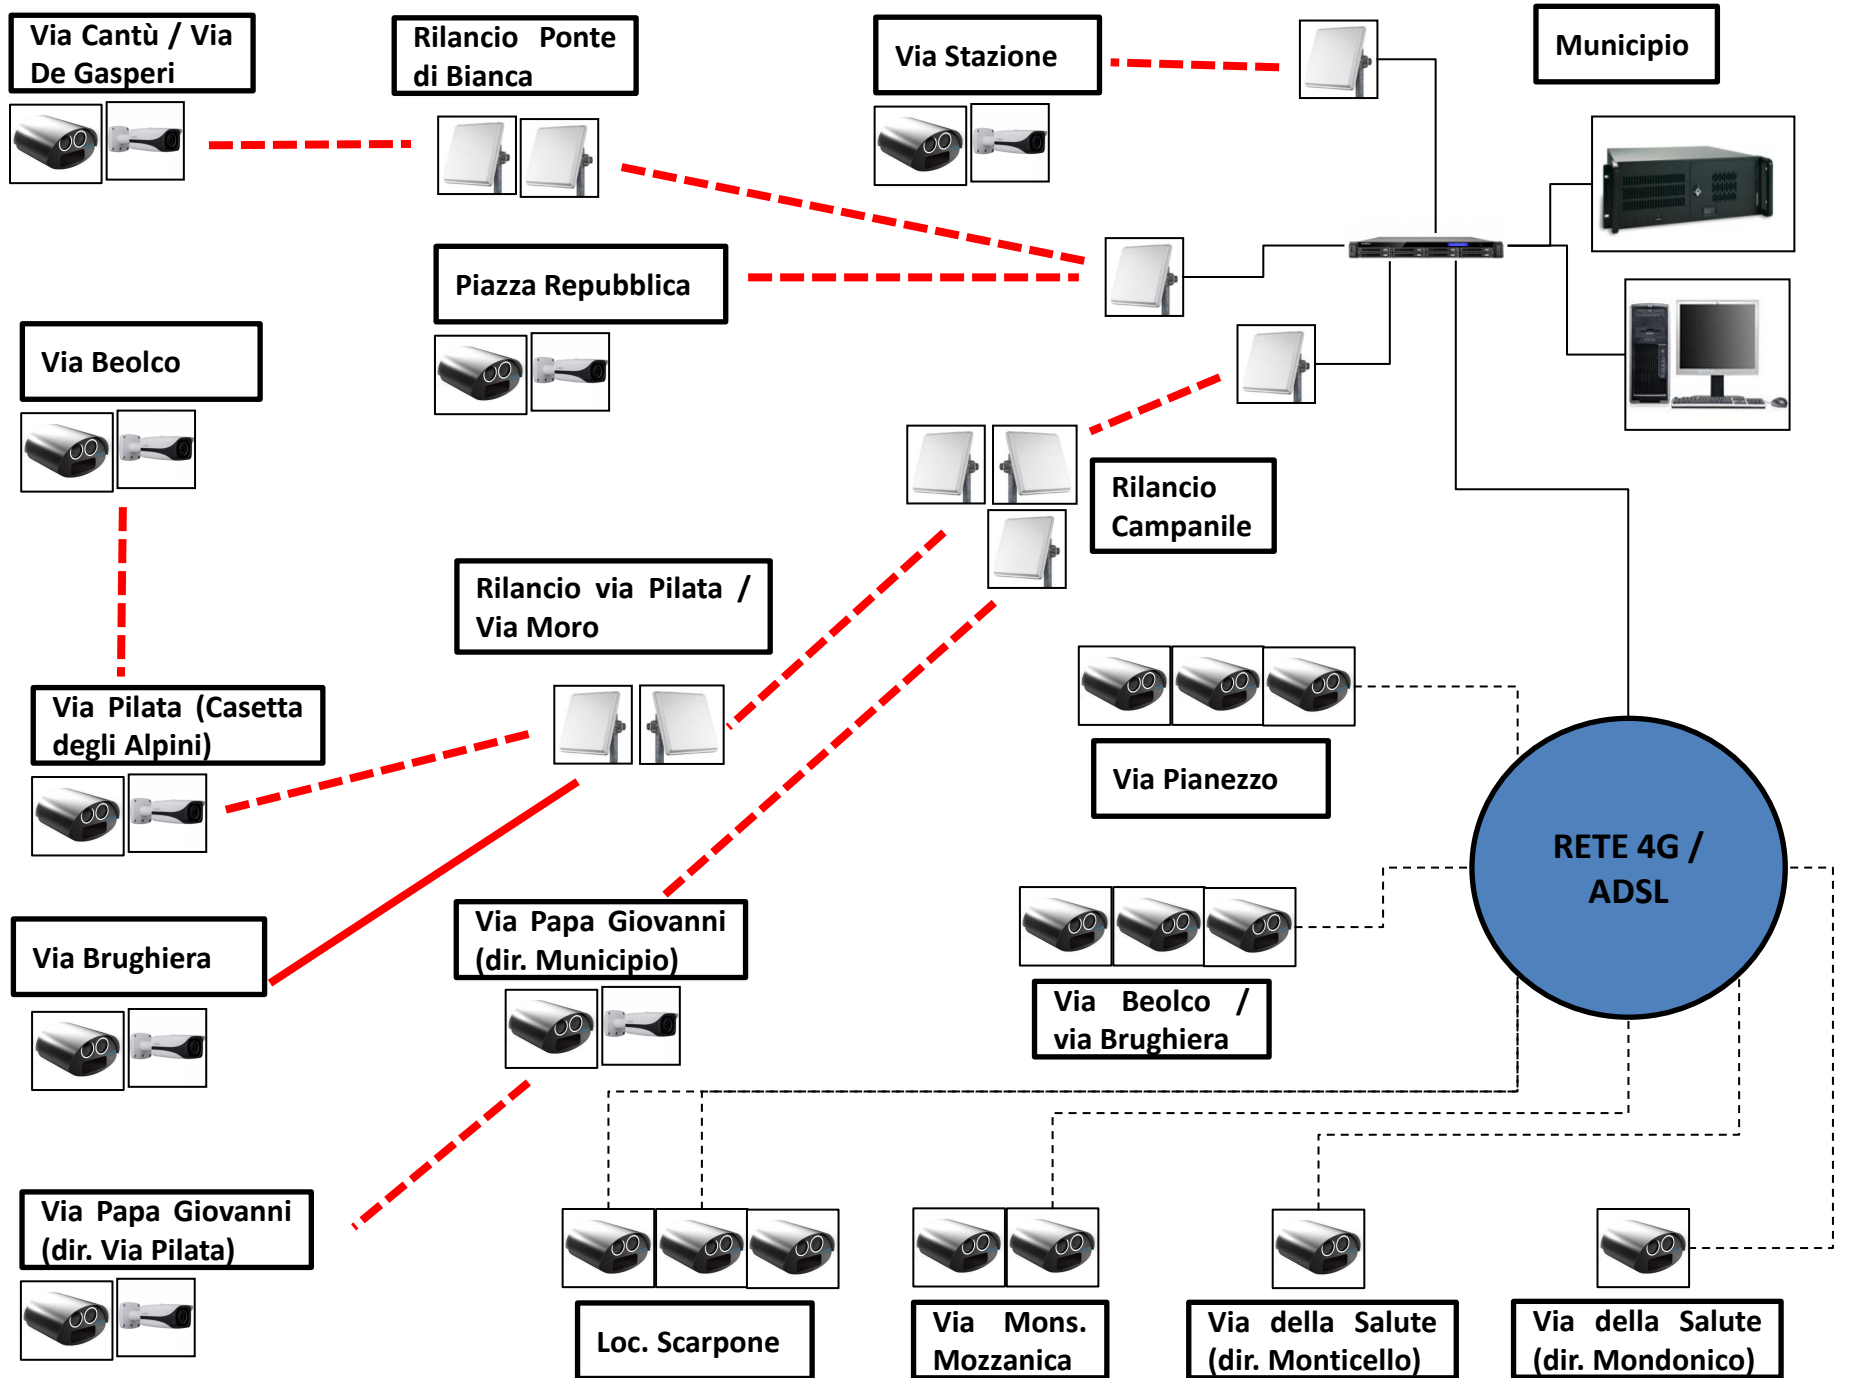 Via Cantù / Via
De Gasperi
Rilancio Ponte
di Bianca
Via Stazione
Municipio
Piazza Repubblica
Via Beolco
Rilancio
Campanile
Rilancio via Pilata /
Via Moro
Via Pilata (Casetta
degli Alpini)
Via Pianezzo
RETE 4G /
ADSL
Via Brughiera
Via Papa Giovanni
(dir. Municipio)
Via Beolco /
via Brughiera
Via Papa Giovanni
(dir. Via Pilata)
Loc. Scarpone
Via Mons.
Mozzanica
Via della Salute
(dir. Monticello)
Via della Salute
(dir. Mondonico)